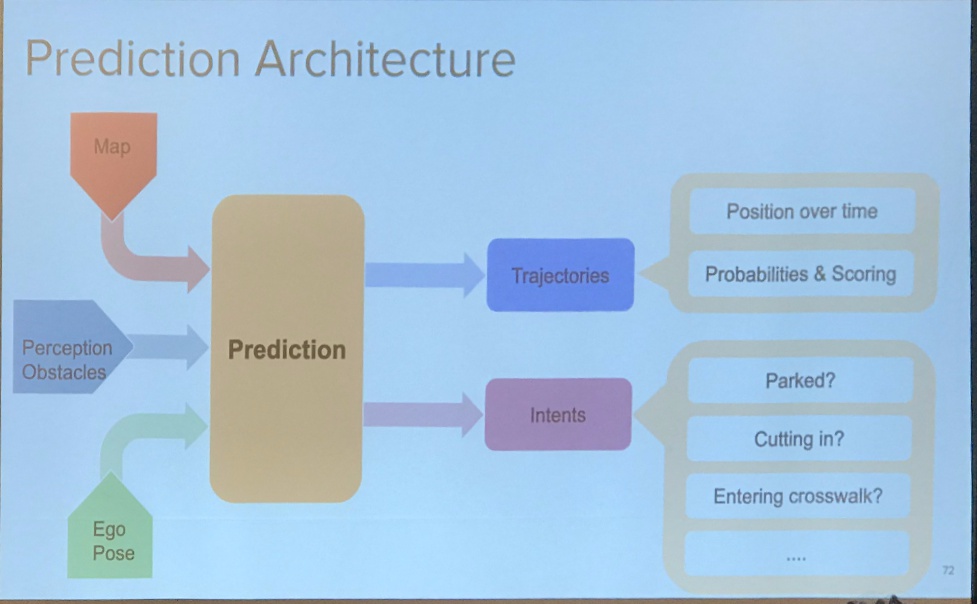 Prediction Architecture
Map
Perception
Obstacles
Ego
Pose
Prediction
Trajectories
Intents
Position over time
Probabilities & Scoring
Parked?
Cutting in?
Entering crosswalk?
....
72